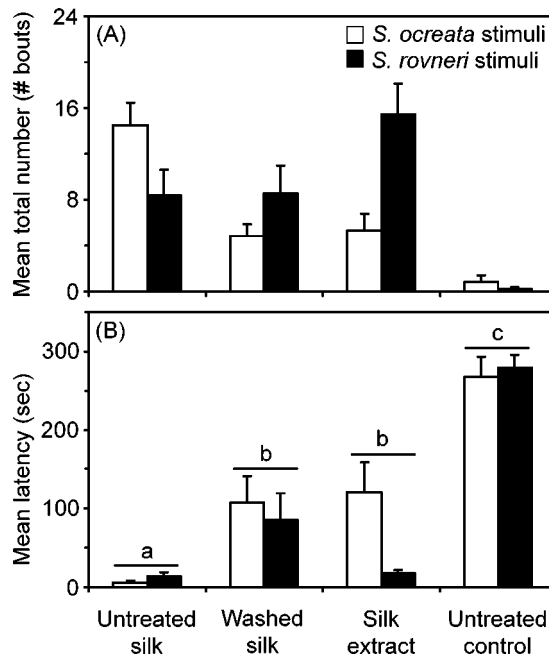 24
(A)
S. ocreata stimuli
S. rovneri stimuli
16
8
0
Mean total number (# bouts)
(B)
300
200
100
0
Mean latency (sec)
a
b
b
c
Untreated silk
Washed silk
Silk extract
Untreated control